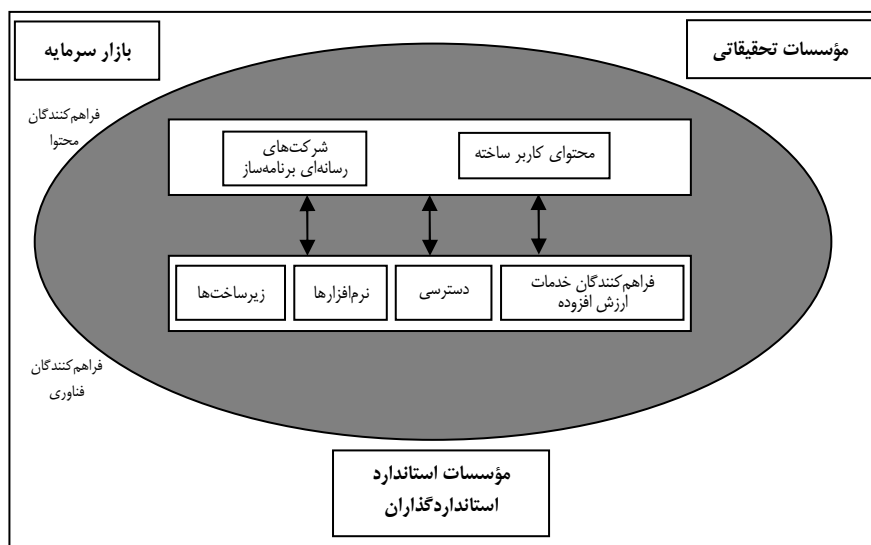 مؤسسات تحقیقاتی
بازار سرمایه
فراهم‌کنندگان
محتوا
محتوای کاربر ساخته
شرکت‌های
رسانه‌ای برنامه‌ساز
فراهم‌کنندگان خدمات
ارزش افزوده
دسترسی
نرم‌افزارها
زیرساخت‌ها
فراهم‌کنندگان
فناوری
مؤسسات استاندارد
استانداردگذاران